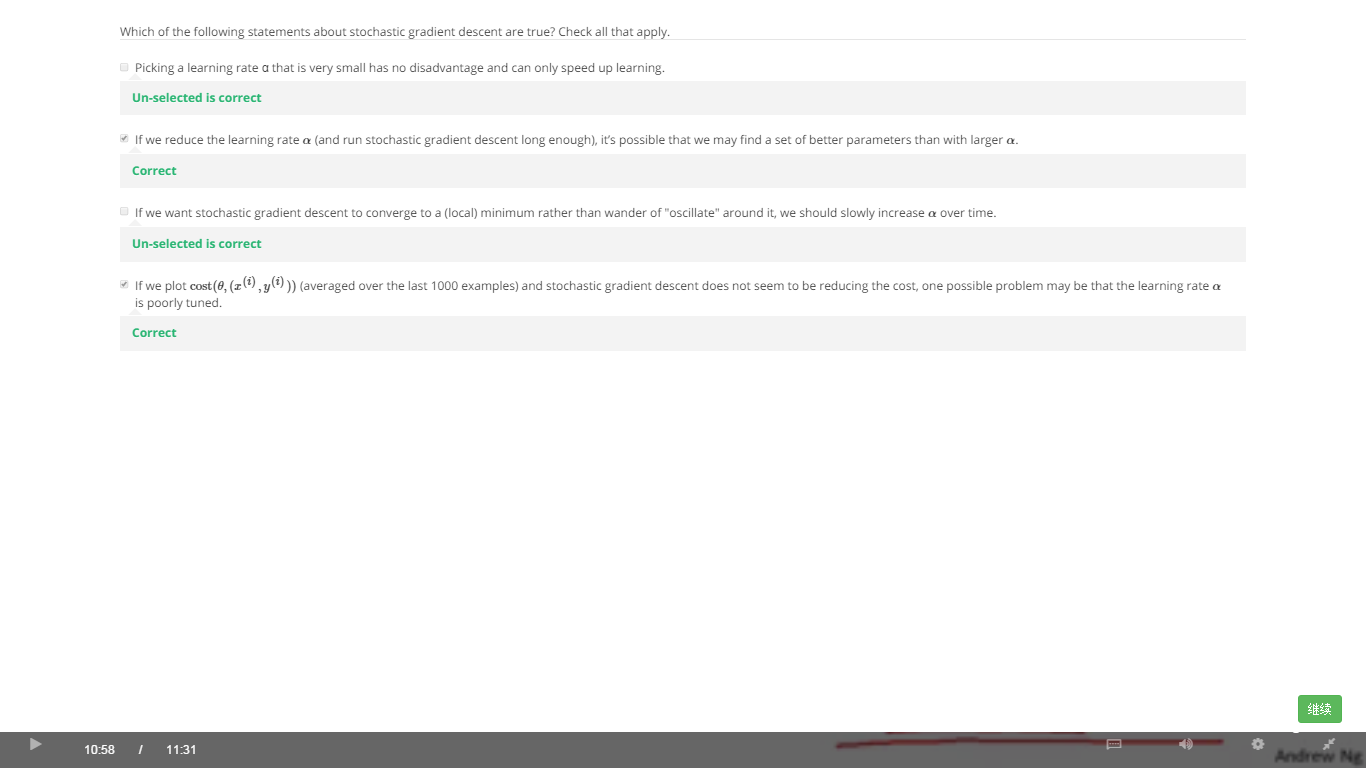 Which of the following statements about stochastic gradient descent are true? Check all that apply.
Picking a learning rate α that is very small has no disadvantage and can only speed up learning.
Un-selected is correct
If we reduce the learning rate α (and run stochastic gradient descent long enough), it's possible that we may find a set of better parameters than with larger α.
Correct
If we want stochastic gradient descent to converge to a (local) minimum rather than wander of "oscillate" around it, we should slowly increase α over time.
Un-selected is correct
If we plot cost(θ, (x^(i), y^(i))) (averaged over the last 1000 examples) and stochastic gradient descent does not seem to be reducing the cost, one possible problem may be that the learning rate α
is poorly tuned.
Correct
继续
10:58 / 11:31
Andrew Ng